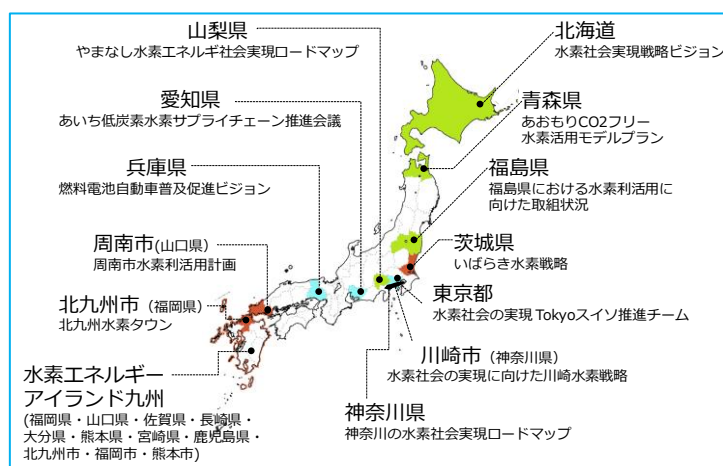 山梨県
やまなし水素エネルギ社会実現ロードマップ
愛知県
あいち低炭素水素サプライチェーン推進会議
兵庫県
燃料電池自動車普及促進ビジョン
周南市(山口県)
周南市水素利活用計画
北九州市（福岡県）
北九州水素タウン
水素エネルギー
アイランド九州
(福岡県・山口県・佐賀県・長崎県・
大分県・熊本県・宮崎県・鹿児島県・
北九州市・福岡市・熊本市)
北海道
水素社会実現戦略ビジョン
青森県
あおもりCO2フリー
水素活用モデルプラン
福島県
福島県における水素利活用に
向けた取組状況
茨城県
いばらき水素戦略
東京都
水素社会の実現 Tokyoスイソ推進チーム
川崎市（神奈川県）
水素社会の実現に向けた川崎水素戦略
神奈川県
神奈川の水素社会実現ロードマップ